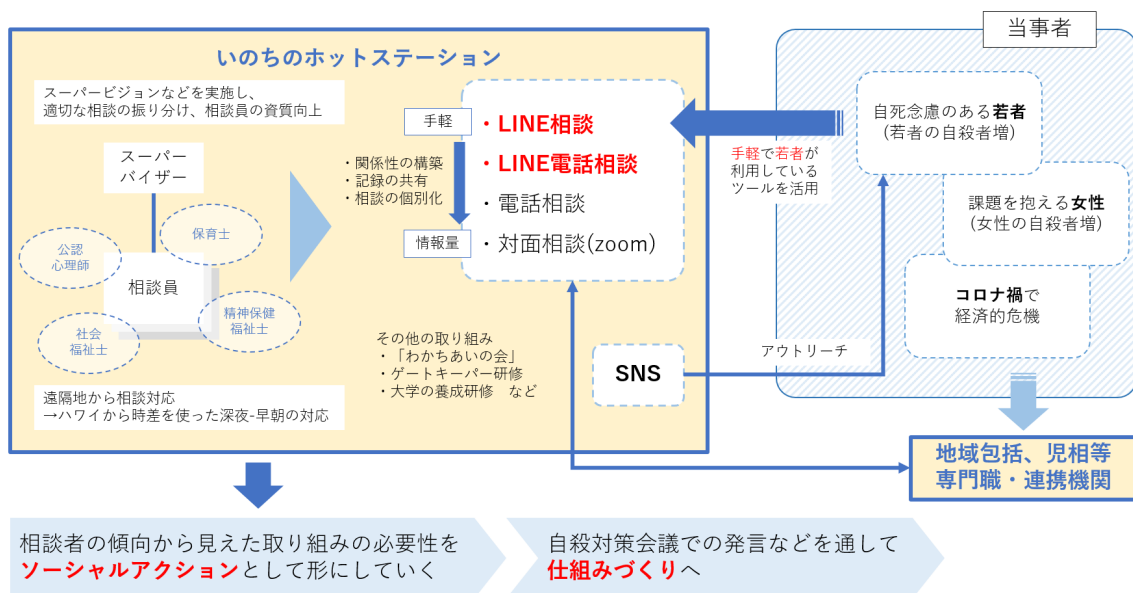 いのちのホットステーション
スーパービジョンなどを実施し、
適切な相談の振り分け、相談員の資質向上
スーパー
バイザー
公認
心理師
保育士
相談員
社会
福祉士
精神保健
福祉士
遠隔地から相談対応
→ハワイから時差を使った深夜-早朝の対応
手軽
・関係性の構築
・記録の共有
・相談の個別化
情報量
・LINE相談
・LINE電話相談
・電話相談
・対面相談(zoom)
その他の取り組み
・「わかちあいの会」
・ゲートキーパー研修
・大学の養成研修　など
SNS
アウトリーチ
手軽で若者が
利用している
ツールを活用
当事者
自死念慮のある若者
(若者の自殺者増)
課題を抱える女性
(女性の自殺者増)
コロナ禍で
経済的危機
地域包括、児相等
専門職・連携機関
相談者の傾向から見えた取り組みの必要性を
ソーシャルアクションとして形にしていく
自殺対策会議での発言などを通して
仕組みづくりへ